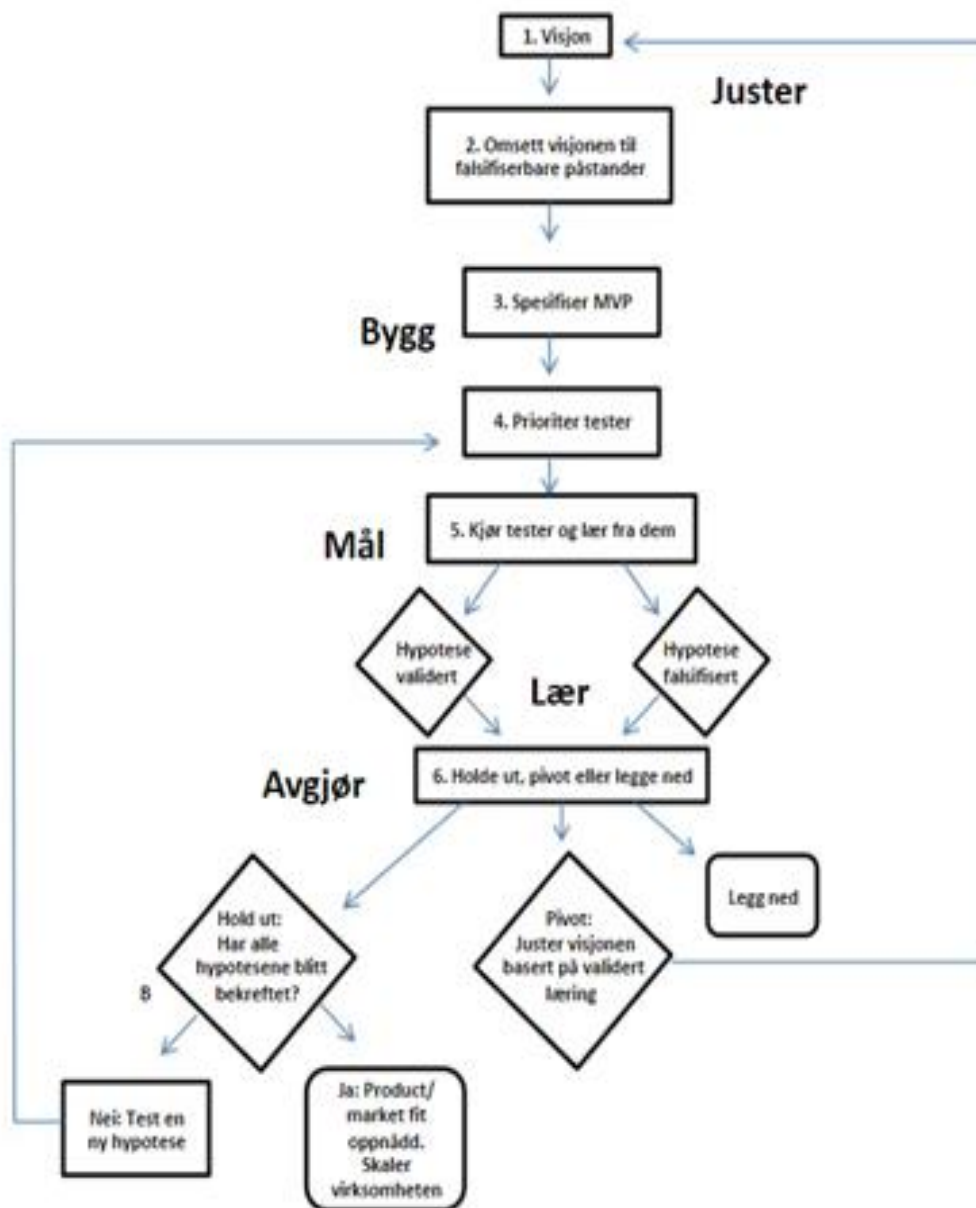 1. Visjon
Juster
2. Omsett visjonen til
falsifiserbare påstander
3. Spesifiser MVP
Bygg
4. Prioriter tester
5. Kjør tester og lær fra dem
Mål
Hypotese
validert
Hypotese
falsifisert
Lær
Avgjør
6. Holde ut, pivot eller legge ned
Hold ut:
Har alle
hypotesene blitt
bekreftet?
B
Pivot:
Juster visjonen
basert på validert
læring
Legg ned
Nei: Test en
ny hypotese
Ja: Product/
market fit
oppnådd.
Skaler
virksomheten